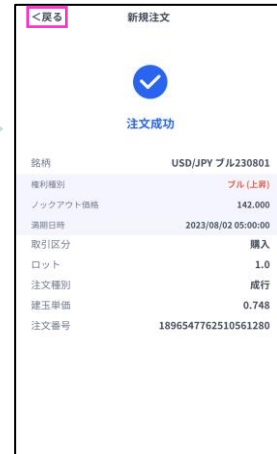 <戻る 新規注文
注文成功
銘柄 USD/JPY ブル230801
権利種別 ブル (上昇)
ノックアウト価格 142.000
満期日時 2023/08/02 05:00:00
取引区分 購入
ロット 1.0
注文種別 成行
建玉単価 0.748
注文番号 1896547762510561280